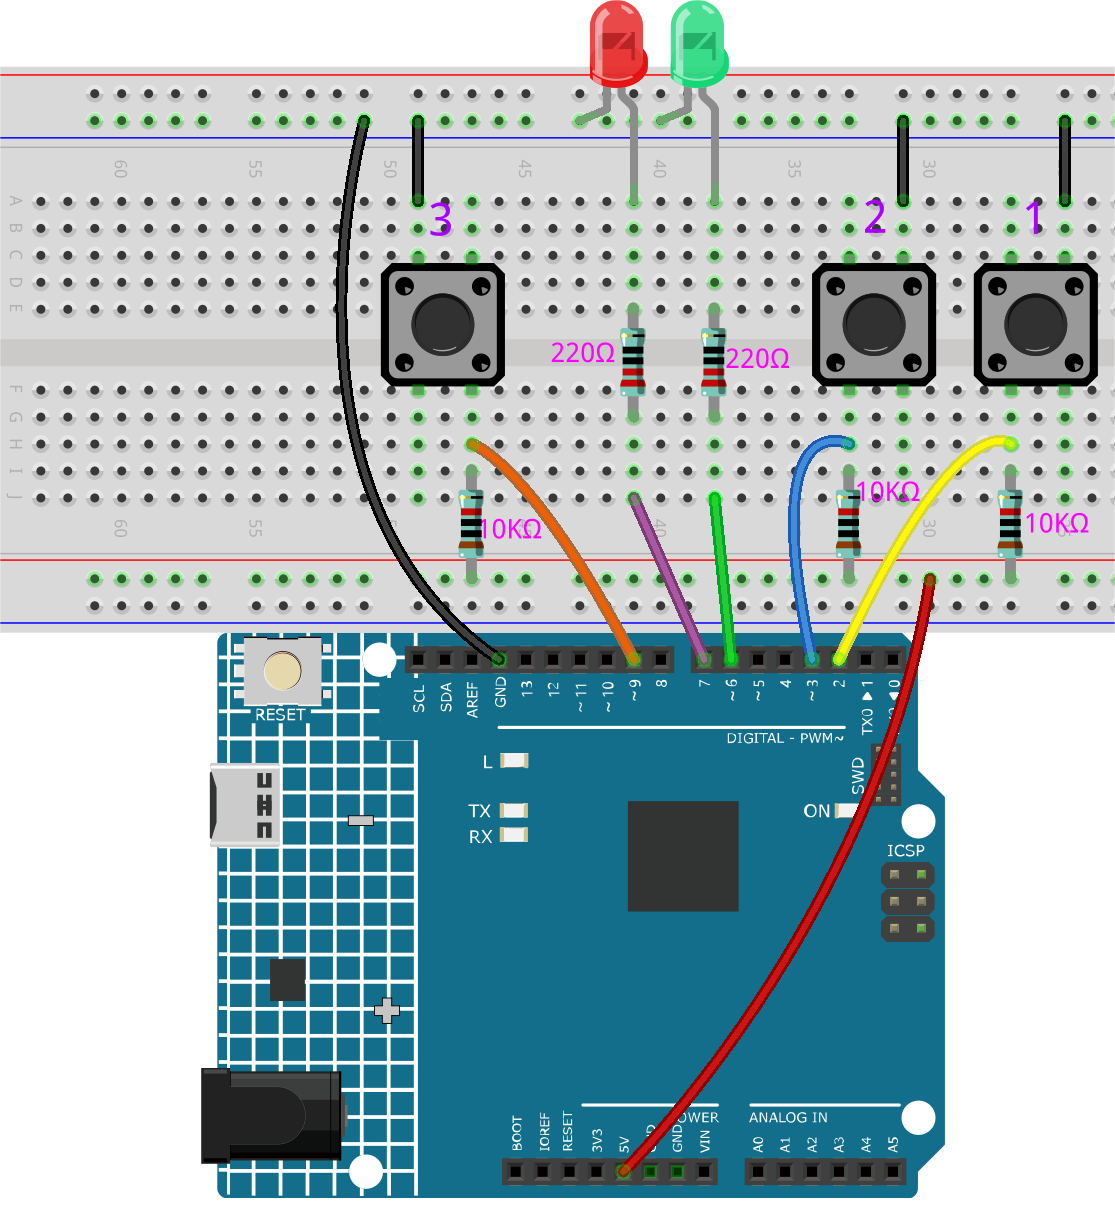 60 55 50 45 40 35 30
A
B
C
D
E
3 2 1
220Ω 220Ω
F
G
H
I
J
10KΩ 10KΩ 10KΩ
60 55 40 30
RESET
SCL SDA AREF GND 13 12 ~11 ~10 ~9 8 7 ~6 ~5 4 ~3 2 TX0 ▶ 1 ◀ 0
DIGITAL - PWM~
L
TX
RX
ON
SWD
ICSP
BOOT IOREF RESET 3V3 5V GND VIN
ANALOG IN
A0 A1 A2 A3 A4 A5